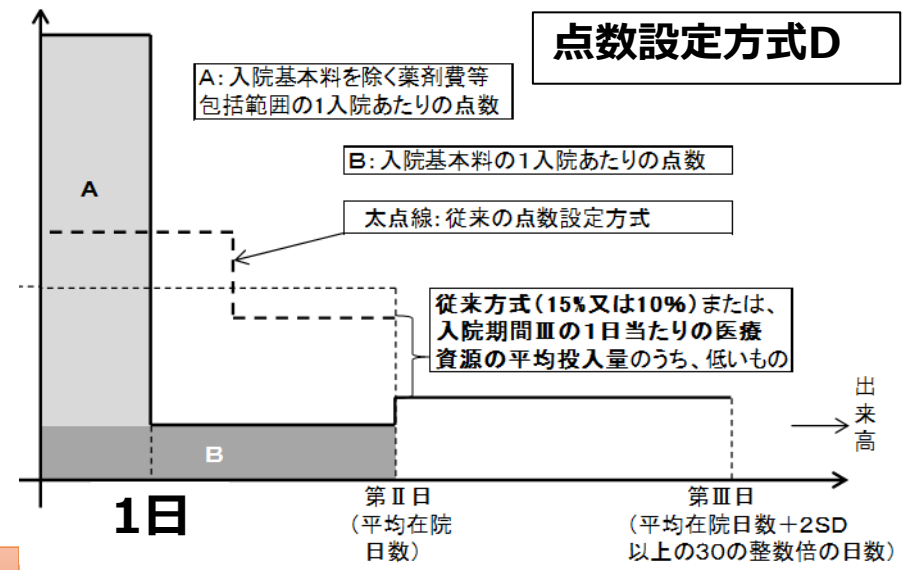 点数設定方式D
A:入院基本料を除く薬剤費等
包括範囲の1入院あたりの点数
B:入院基本料の1入院あたりの点数
A
太点線:従来の点数設定方式
従来方式(15%又は10%)または、
入院期間Ⅲの1日当たりの医療
資源の平均投入量のうち、低いもの
出来高
B
1日
第Ⅱ日
(平均在院
日数)
第Ⅲ日
(平均在院日数+2SD
以上の30の整数倍の日数)